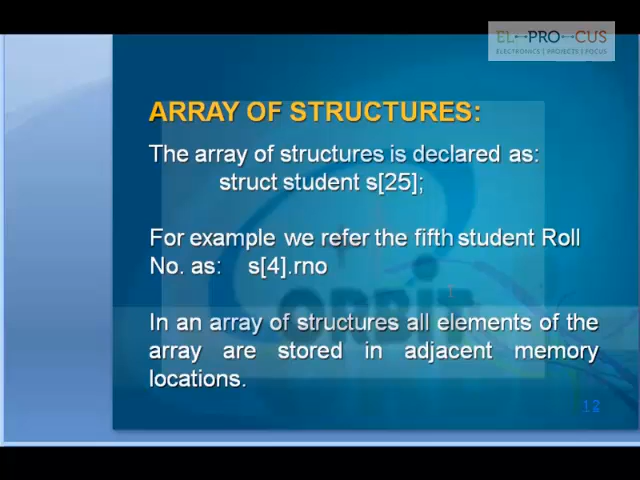 EL PRO CUS
ELECTRONICS | PROJECTS | FOCUS
ARRAY OF STRUCTURES:
The array of structures is declared as:
struct student s[25];
For example we refer the fifth student Roll
No. as: s[4].rno
ORBIT
In an array of structures all elements of the
array are stored in adjacent memory
locations.
12